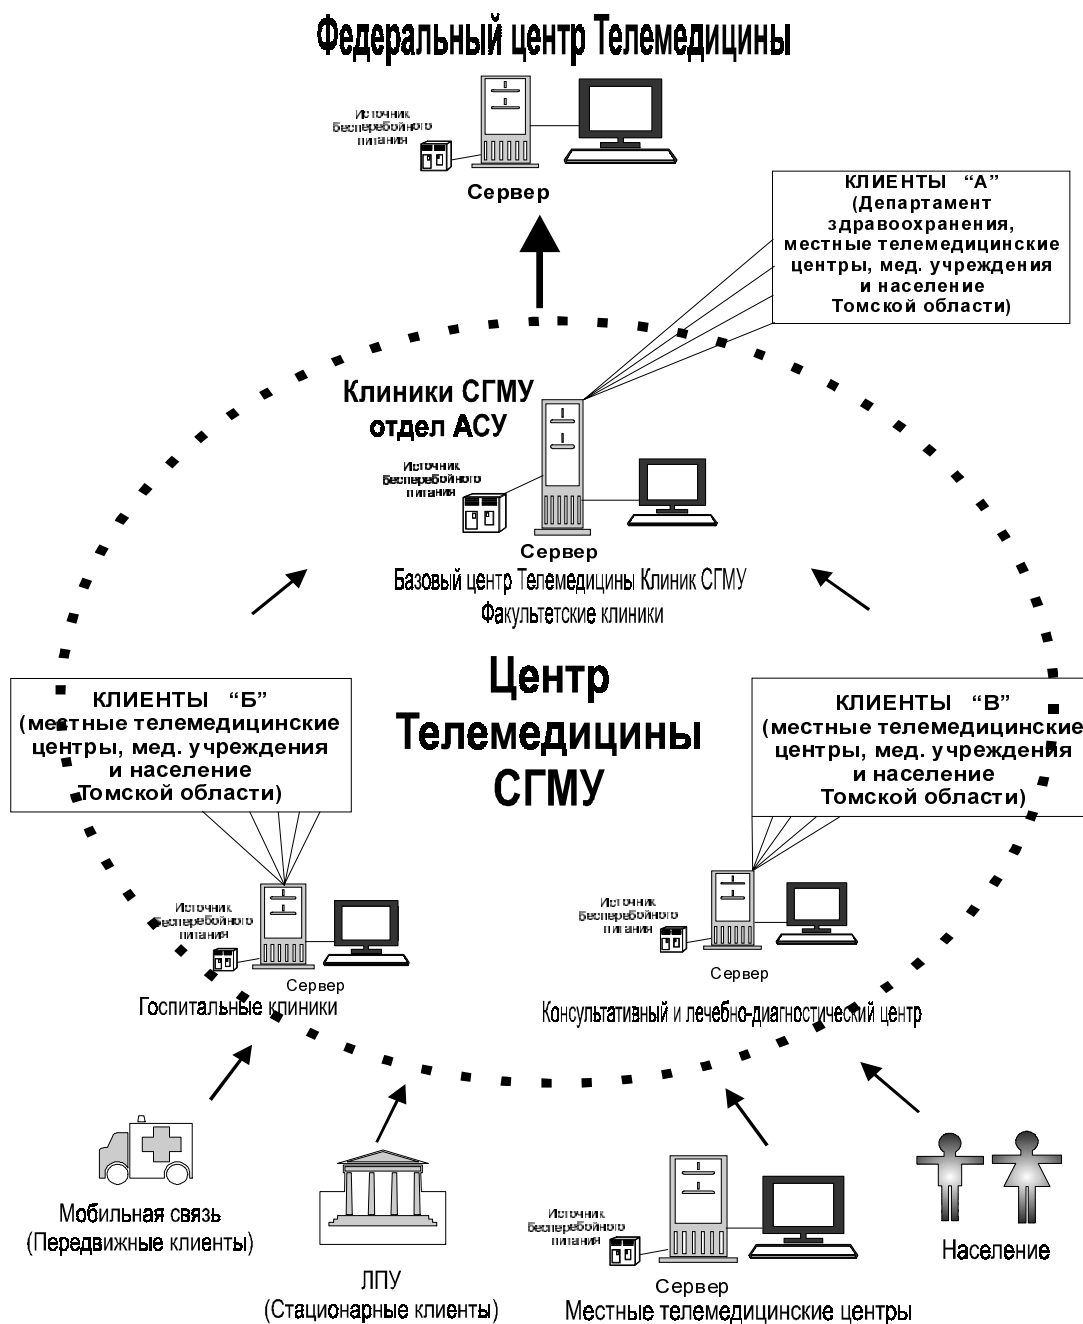 Федеральный центр Телемедицины
Источник
бесперебойного
питания
Сервер
КЛИЕНТЫ “А”
(Департамент
здравоохранения,
местные телемедицинские
центры, мед. учреждения
и население
Томской области)
Клиники СГМУ
отдел АСУ
Источник
Бесперебойного
питания
Сервер
Базовый центр Телемедицины Клиник СГМУ
Факультетские клиники
Центр
Телемедицины
СГМУ
КЛИЕНТЫ “Б”
(местные телемедицинские
центры, мед. учреждения
и население
Томской области)
КЛИЕНТЫ “В”
(местные телемедицинские
центры, мед. учреждения
и население
Томской области)
Источник
Бесперебойного
питания
Сервер
Госпитальные клиники
Источник
бесперебойного
питания
Сервер
Консультативный и лечебно-диагностический центр
Мобильная связь
(Передвижные клиенты)
ЛПУ
(Стационарные клиенты)
Источник
бесперебойного
питания
Сервер
Местные телемедицинские центры
Население